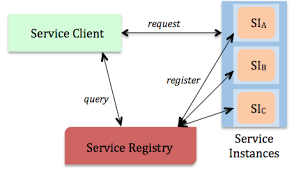 request
Service Client
SIA
SIB
register
query
SIC
Service Registry
Service
Instances